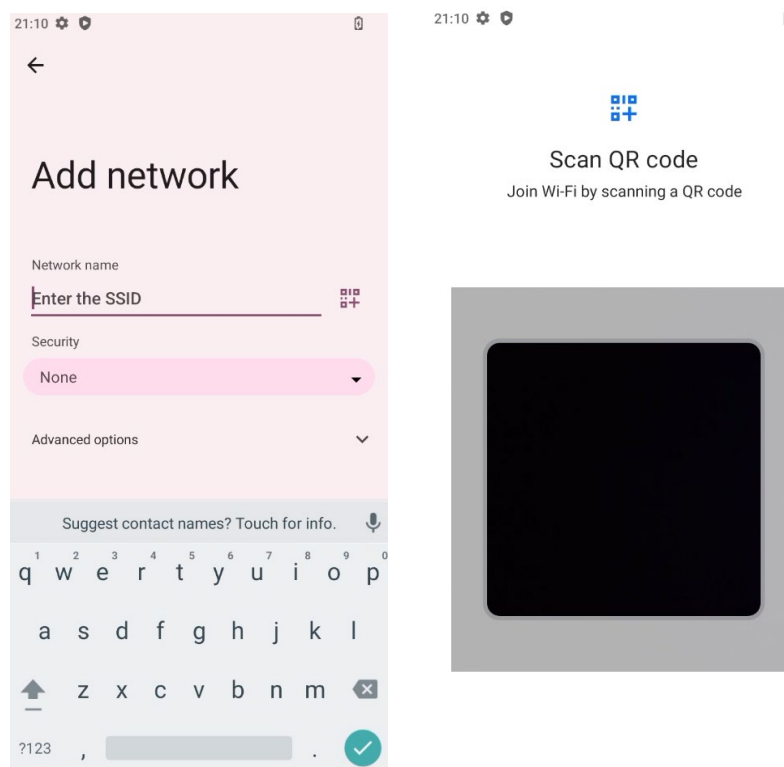 21:10
Add network
Network name
Enter the SSID
Security
None
Advanced options
Suggest contact names? Touch for info.
1 2 3 4 5 6 7 8 9 0
q w e r t y u i o p
a s d f g h j k l
z x c v b n m
?123 , .
21:10
Scan QR code
Join Wi-Fi by scanning a QR code